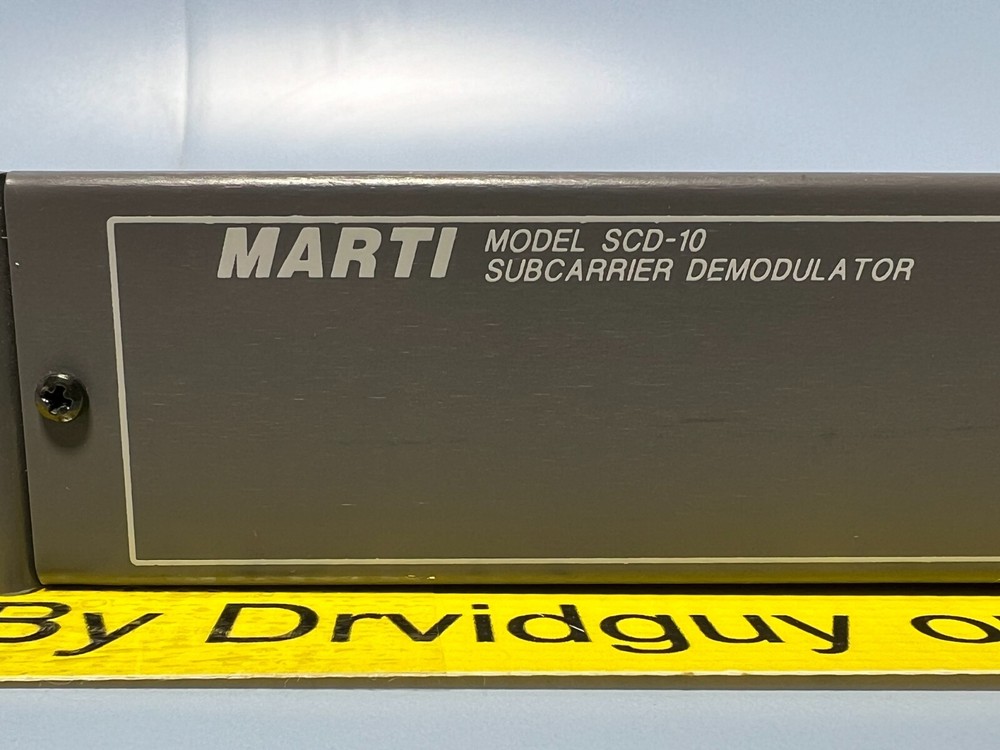 MARTI
MODEL SCD-10
SUBCARRIER DEMODULATOR
By Drvidguy o